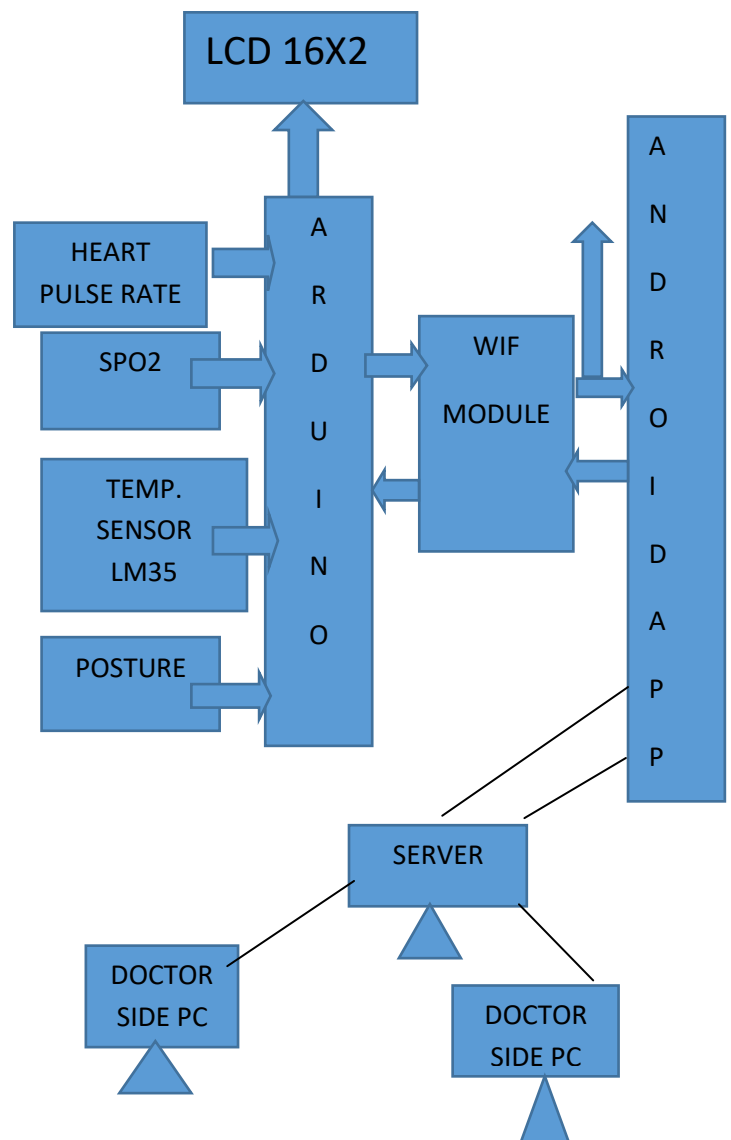 LCD 16X2
HEART
PULSE RATE
SPO2
TEMP.
SENSOR
LM35
POSTURE
A
R
D
U
I
N
O
WIF
MODULE
A
N
D
R
O
I
D
A
P
P
SERVER
DOCTOR
SIDE PC
DOCTOR
SIDE PC